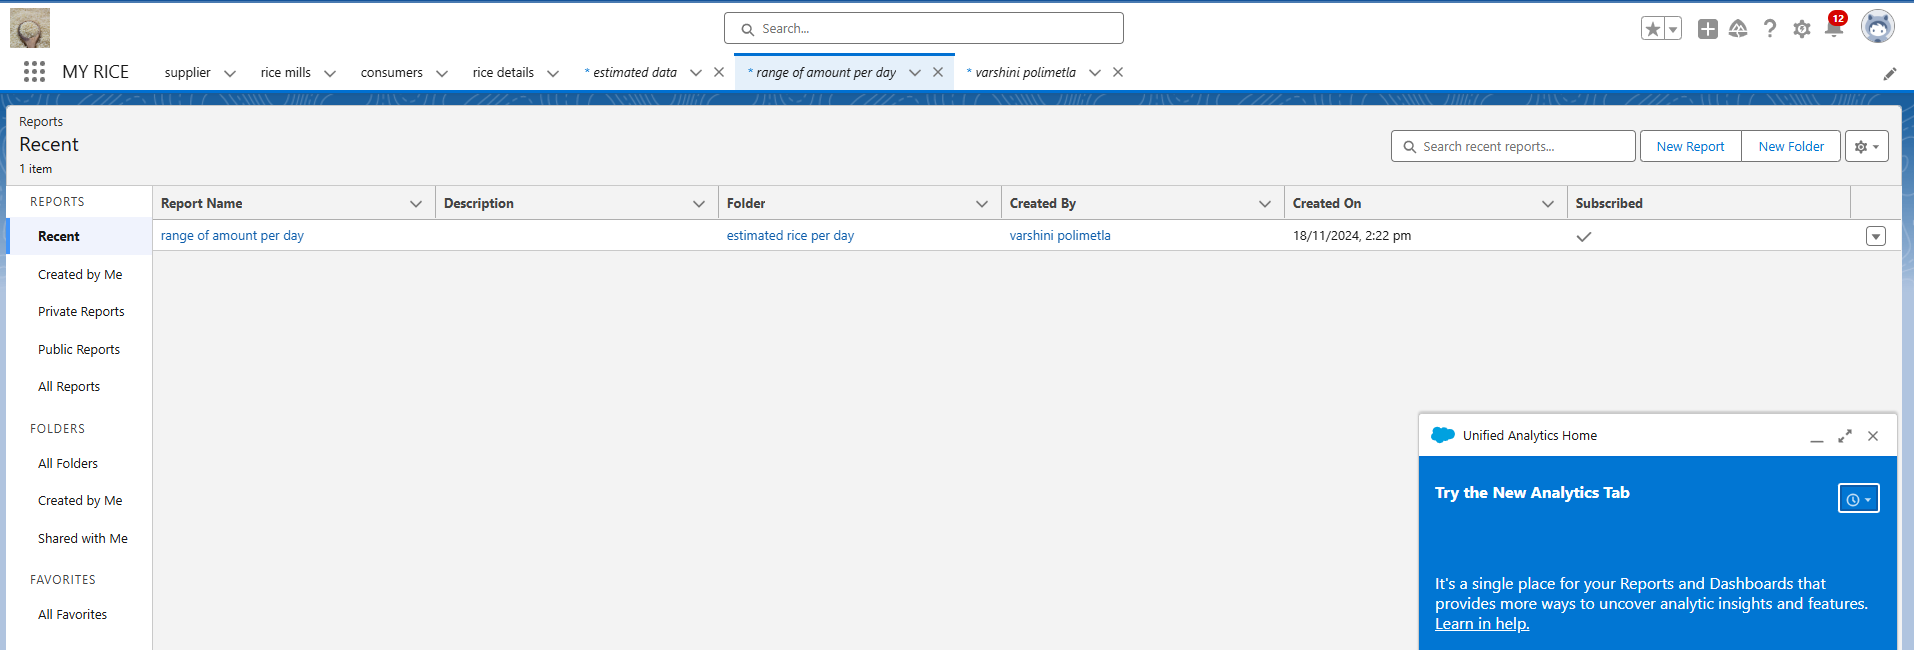 Search...
12
MY RICE
supplier
rice mills
consumers
rice details
* estimated data
* range of amount per day
* varshini polimetla
Reports
Recent
1 item
Search recent reports...
New Report
New Folder
REPORTS
Recent
Created by Me
Private Reports
Public Reports
All Reports
FOLDERS
All Folders
Created by Me
Shared with Me
FAVORITES
All Favorites
Report Name Description Folder Created By Created On Subscribed
range of amount per day estimated rice per day varshini polimetla 18/11/2024, 2:22 pm
Unified Analytics Home
Try the New Analytics Tab
It's a single place for your Reports and Dashboards that
provides more ways to uncover analytic insights and features.
Learn in help.